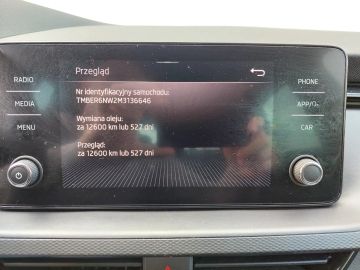 Przegląd
RADIO
MEDIA
MENU
Nr identyfikacyjny samochodu:
TMBER6NW2M3136646
Wymiana oleju:
za 12600 km lub 527 dni
Przegląd:
za 12600 km lub 527 dni
PHONE
APP/
CAR